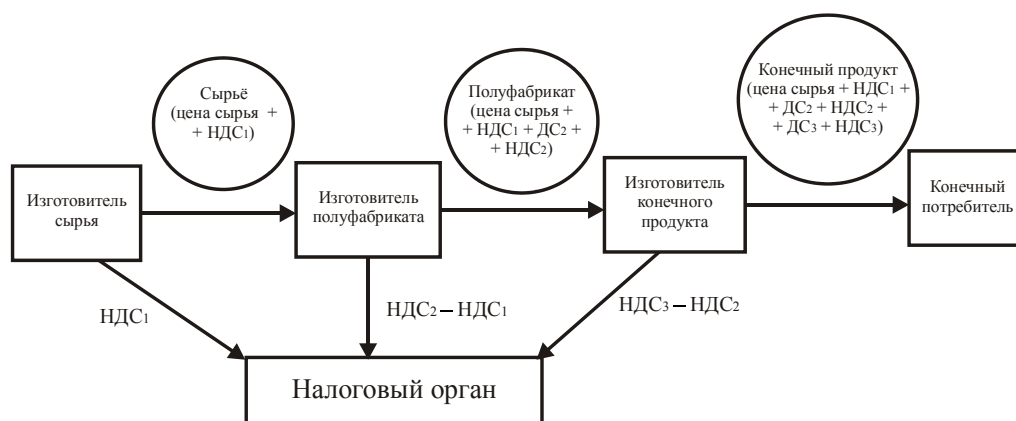 Сырьё
(цена сырья +
+ НДС1)
Полуфабрикат
(цена сырья +
+ НДС1 + ДС2 +
+ НДС2)
Конечный продукт
(цена сырья + НДС1 +
+ ДС2 + НДС2 +
+ ДС3 + НДС3)
Изготовитель
сырья
Изготовитель
полуфабриката
Изготовитель
конечного
продукта
Конечный
потребитель
НДС1
НДС2 – НДС1
НДС3 – НДС2
Налоговый орган